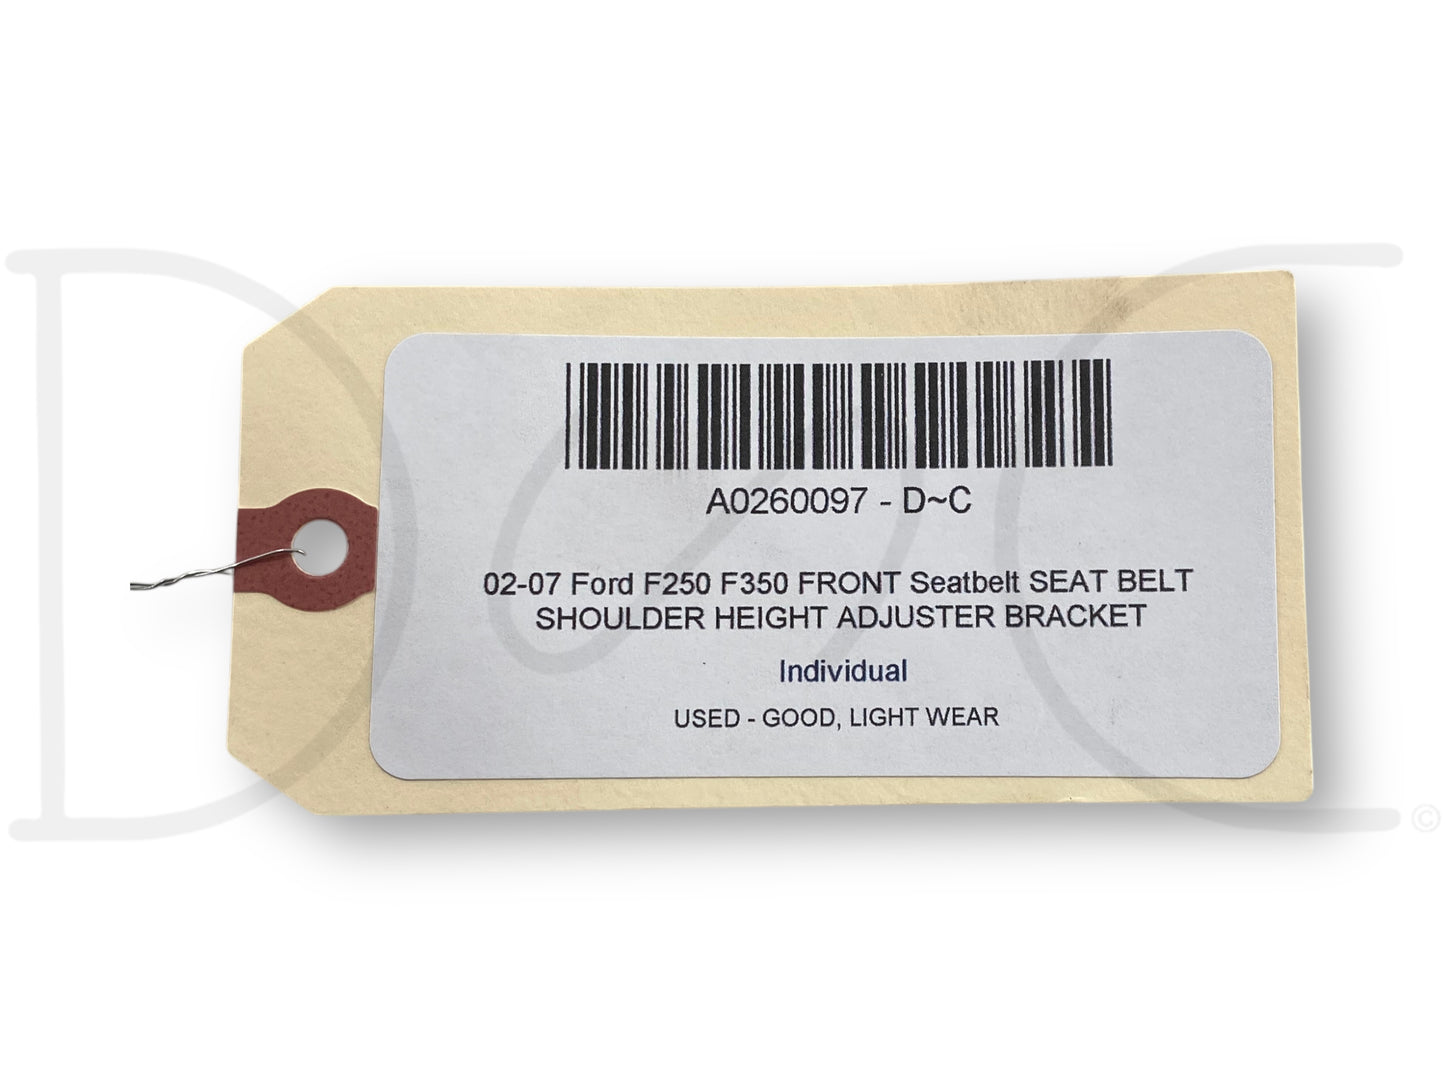 A0260097 - D~C
02-07 Ford F250 F350 FRONT Seatbelt SEAT BELT
SHOULDER HEIGHT ADJUSTER BRACKET
Individual
USED - GOOD, LIGHT WEAR
D~C ©